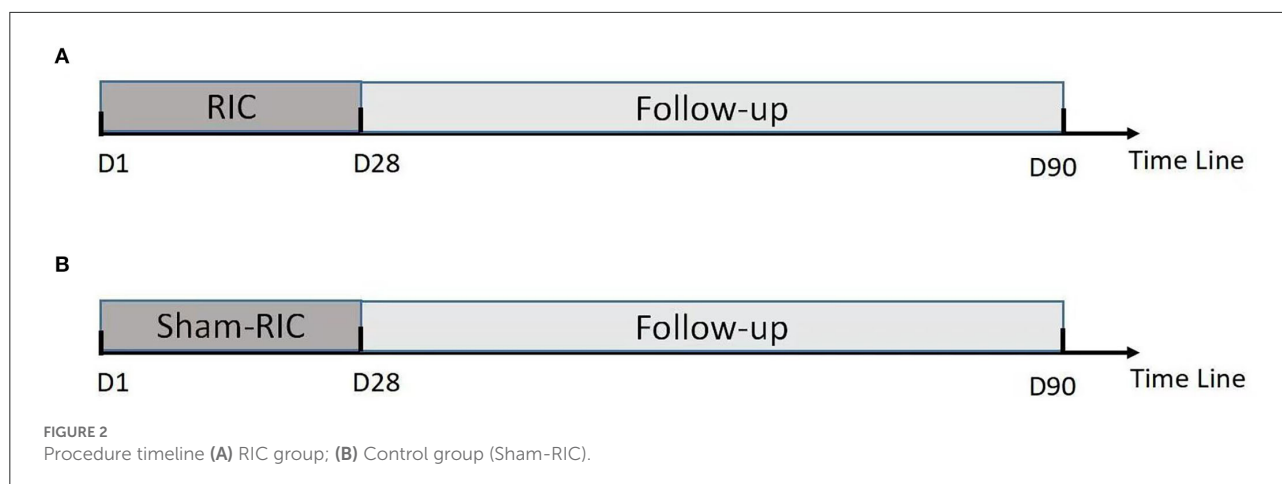 A
RIC Follow-up
D1 D28 D90 Time Line
B
Sham-RIC Follow-up
D1 D28 D90 Time Line
FIGURE 2
Procedure timeline (A) RIC group; (B) Control group (Sham-RIC).